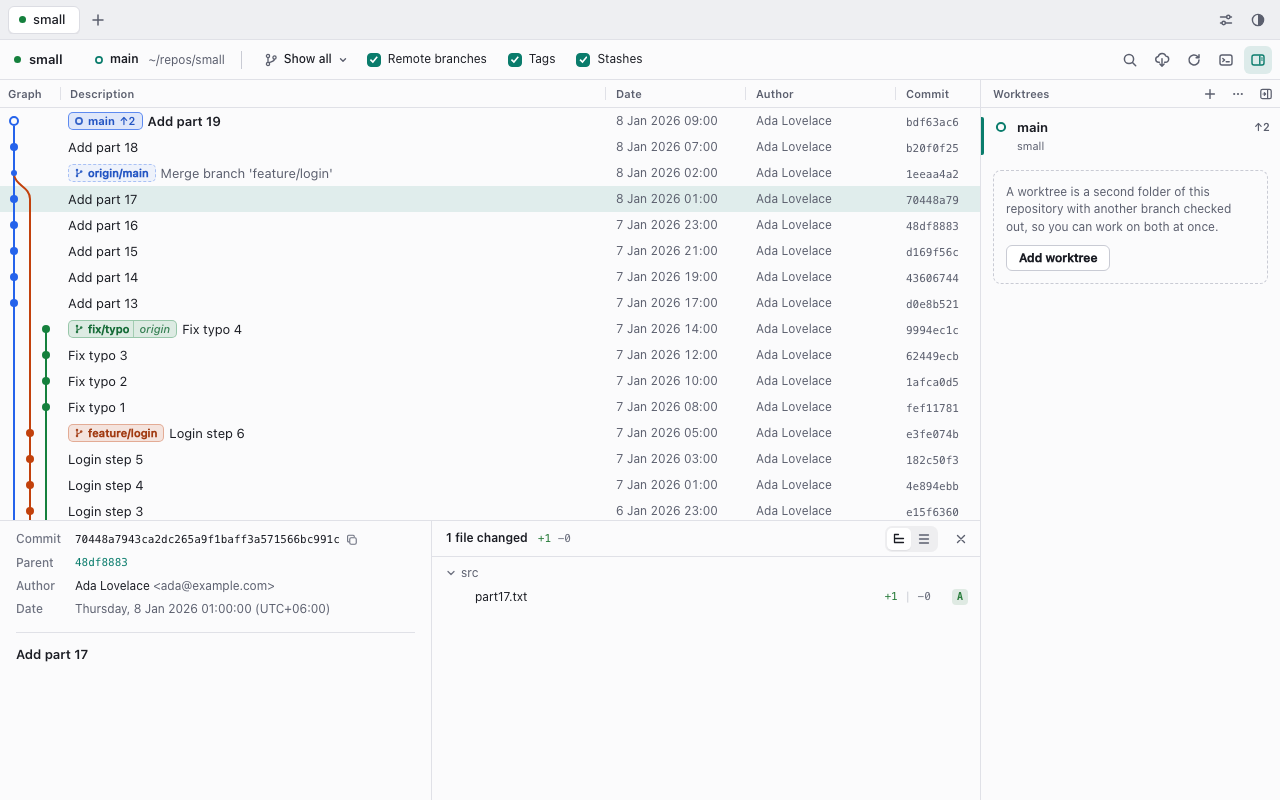 small
small main ~/repos/small Show all Remote branches Tags Stashes
Graph Description Date Author Commit Worktrees
main ↑2 Add part 19 8 Jan 2026 09:00 Ada Lovelace bdf63ac6
Add part 18 8 Jan 2026 07:00 Ada Lovelace b20f0f25
origin/main Merge branch 'feature/login' 8 Jan 2026 02:00 Ada Lovelace 1eeaa4a2
Add part 17 8 Jan 2026 01:00 Ada Lovelace 70448a79
Add part 16 7 Jan 2026 23:00 Ada Lovelace 48df8883
Add part 15 7 Jan 2026 21:00 Ada Lovelace d169f56c
Add part 14 7 Jan 2026 19:00 Ada Lovelace 43606744
Add part 13 7 Jan 2026 17:00 Ada Lovelace d0e8b521
fix/typo origin Fix typo 4 7 Jan 2026 14:00 Ada Lovelace 9994ec1c
Fix typo 3 7 Jan 2026 12:00 Ada Lovelace 62449ecb
Fix typo 2 7 Jan 2026 10:00 Ada Lovelace 1afca0d5
Fix typo 1 7 Jan 2026 08:00 Ada Lovelace fef11781
feature/login Login step 6 7 Jan 2026 05:00 Ada Lovelace e3fe074b
Login step 5 7 Jan 2026 03:00 Ada Lovelace 182c50f3
Login step 4 7 Jan 2026 01:00 Ada Lovelace 4e894ebb
Login step 3 6 Jan 2026 23:00 Ada Lovelace e15f6360
main ↑2
small
A worktree is a second folder of this
repository with another branch checked
out, so you can work on both at once.
Add worktree
Commit 70448a7943ca2dc265a9f1baff3a571566bc991c
Parent 48df8883
Author Ada Lovelace <ada@example.com>
Date Thursday, 8 Jan 2026 01:00:00 (UTC+06:00)
Add part 17
1 file changed +1 −0
src
part17.txt +1 | −0 A